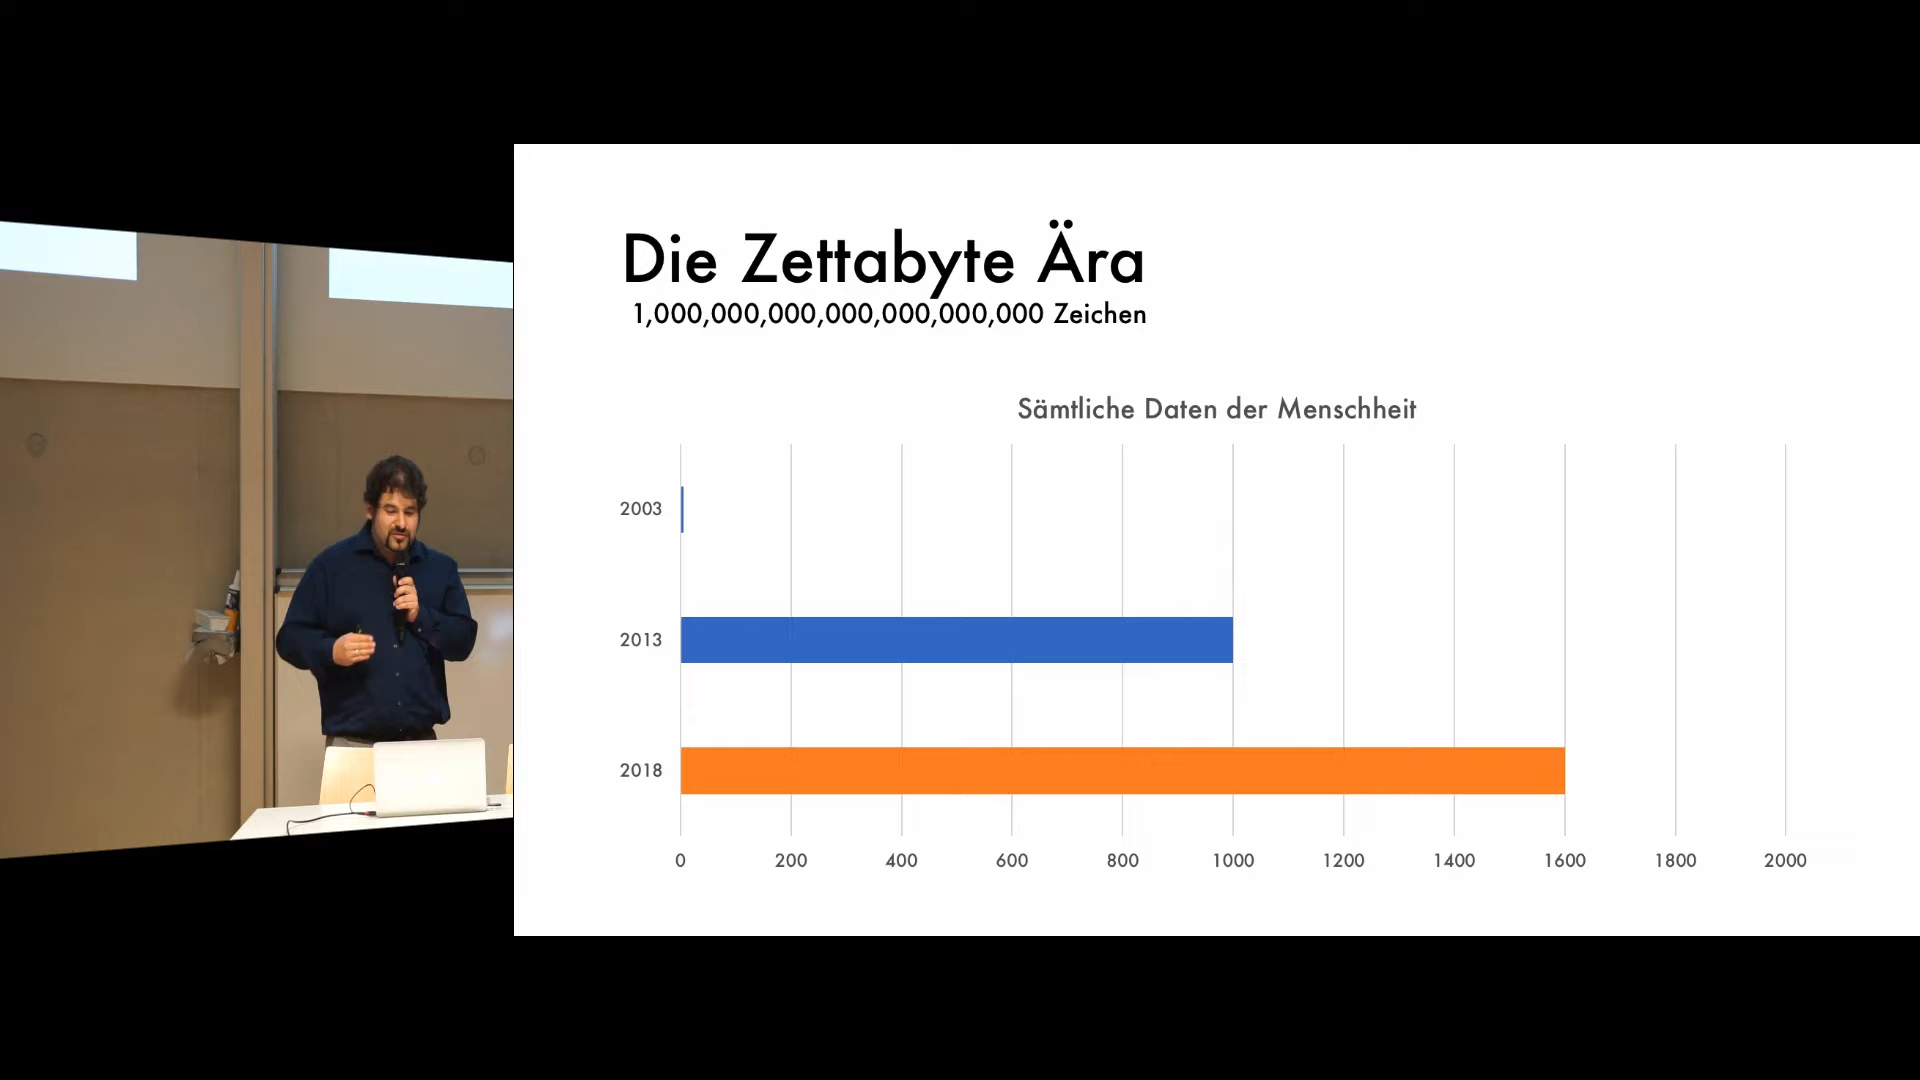 Die Zettabyte Ära
1,000,000,000,000,000,000,000 Zeichen
Sämtliche Daten der Menschheit
2003
2013
2018
0 200 400 600 800 1000 1200 1400 1600 1800 2000